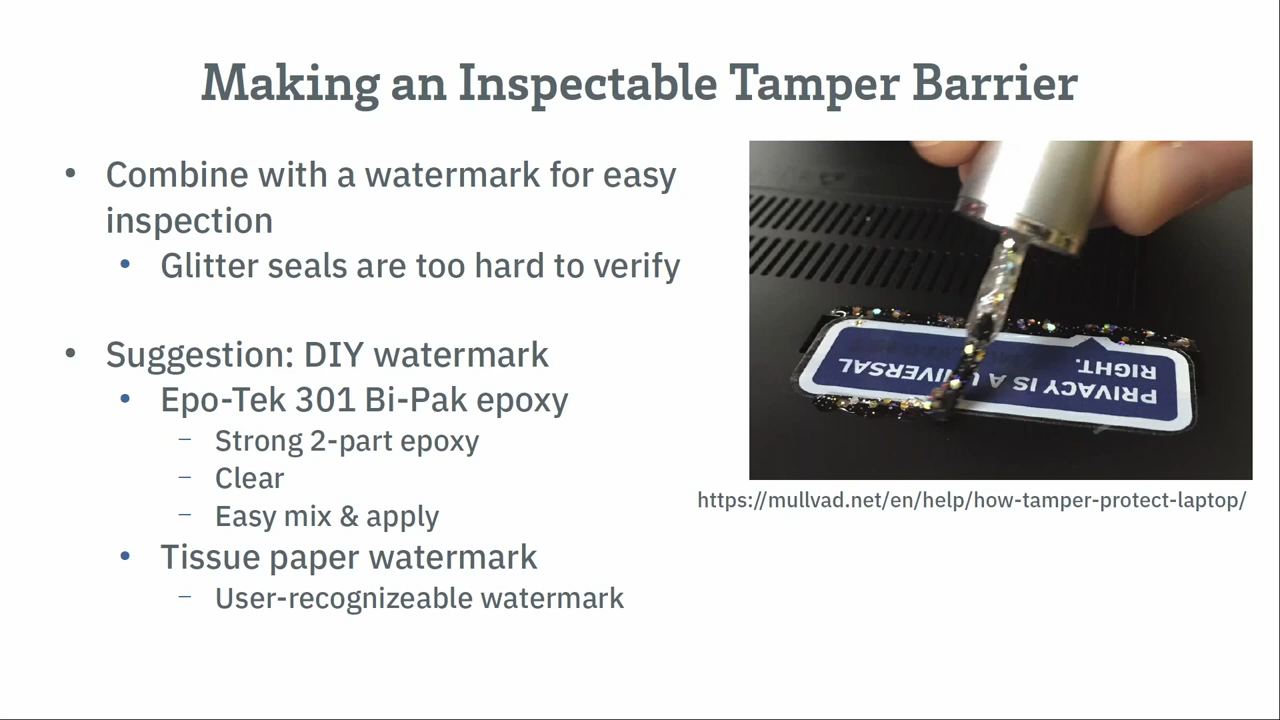 Making an Inspectable Tamper Barrier
• Combine with a watermark for easy
inspection
• Glitter seals are too hard to verify
• Suggestion: DIY watermark
• Epo-Tek 301 Bi-Pak epoxy
– Strong 2-part epoxy
– Clear
– Easy mix & apply
• Tissue paper watermark
– User-recognizeable watermark
PRIVACY IS A UNIVERSAL
RIGHT.
https://mullvad.net/en/help/how-tamper-protect-laptop/